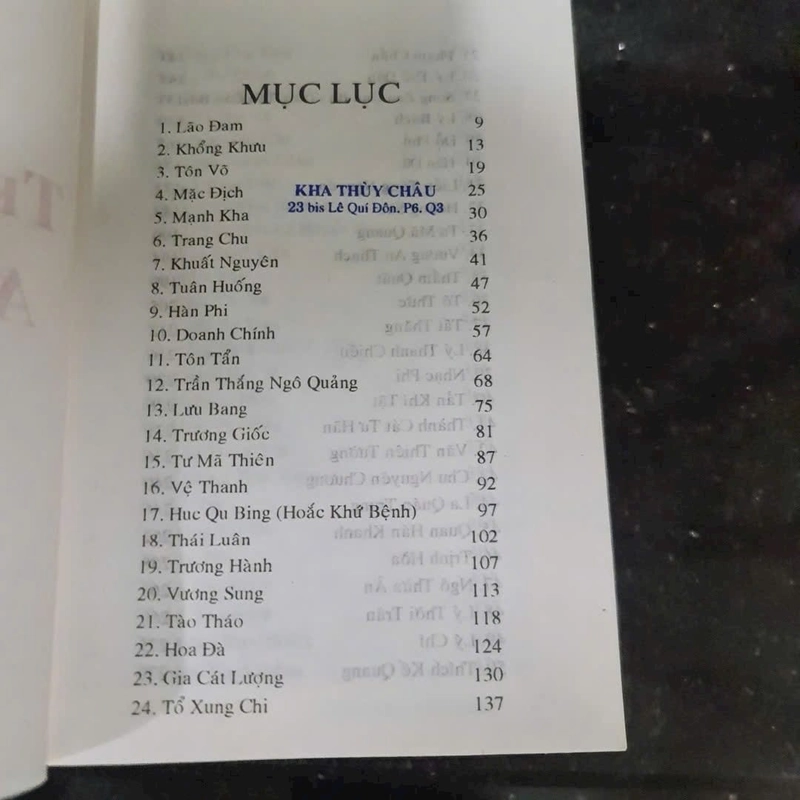 MỤC LỤC
1. Lão Đam 9
2. Khổng Khưu 13
3. Tôn Võ 19
4. Mặc Địch 25
KHA THÙY CHÂU
23 bis Lê Quí Đôn. P6. Q3
5. Mạnh Kha 30
6. Trang Chu 36
7. Khuất Nguyên 41
8. Tuân Huống 47
9. Hàn Phi 52
10. Doanh Chính 57
11. Tôn Tẩn 64
12. Trần Thắng Ngô Quảng 68
13. Lưu Bang 75
14. Trương Giốc 81
15. Tư Mã Thiên 87
16. Vệ Thanh 92
17. Huc Qu Bing (Hoắc Khứ Bệnh) 97
18. Thái Luân 102
19. Trương Hành 107
20. Vương Sung 113
21. Tào Tháo 118
22. Hoa Đà 124
23. Gia Cát Lượng 130
24. Tổ Xung Chi 137